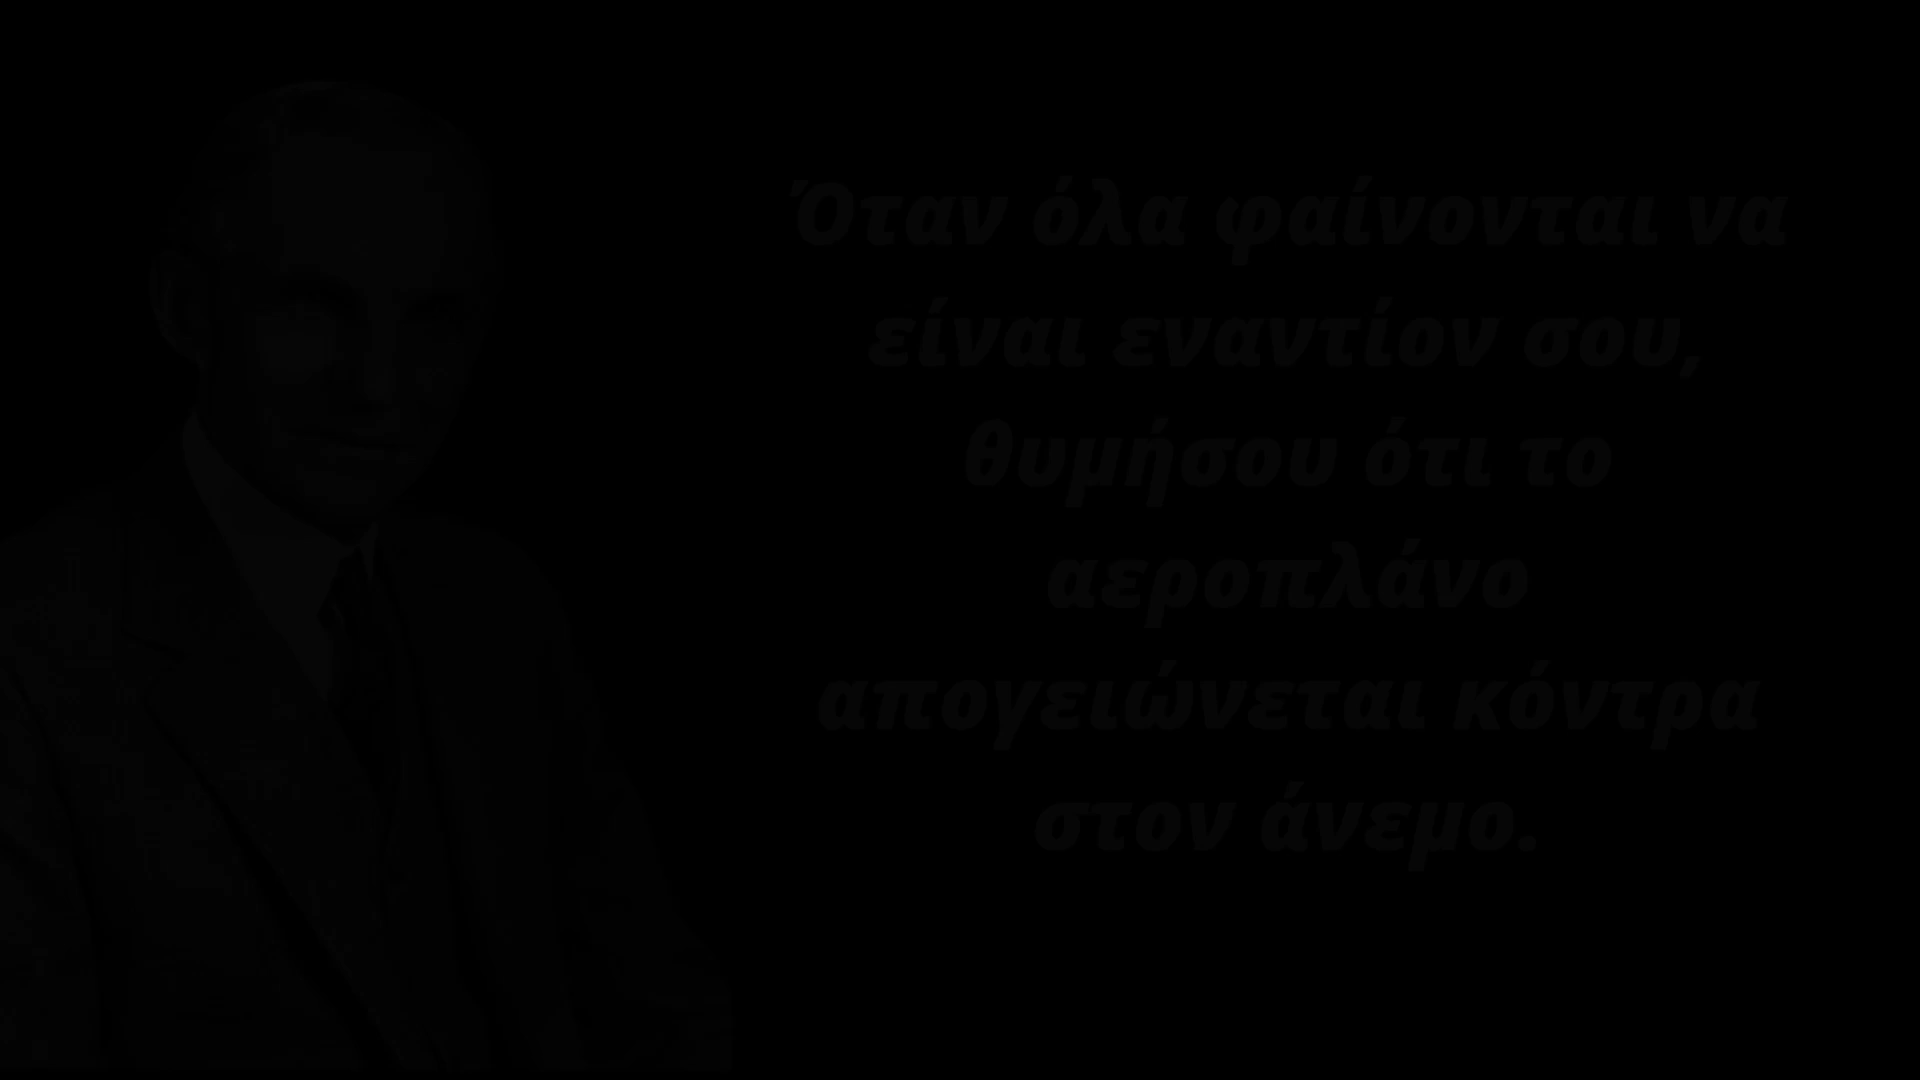 Όταν όλα φαίνονται να
είναι εναντίον σου,
θυμήσου ότι το
αεροπλάνο
απογειώνεται κόντρα
στον άνεμο.